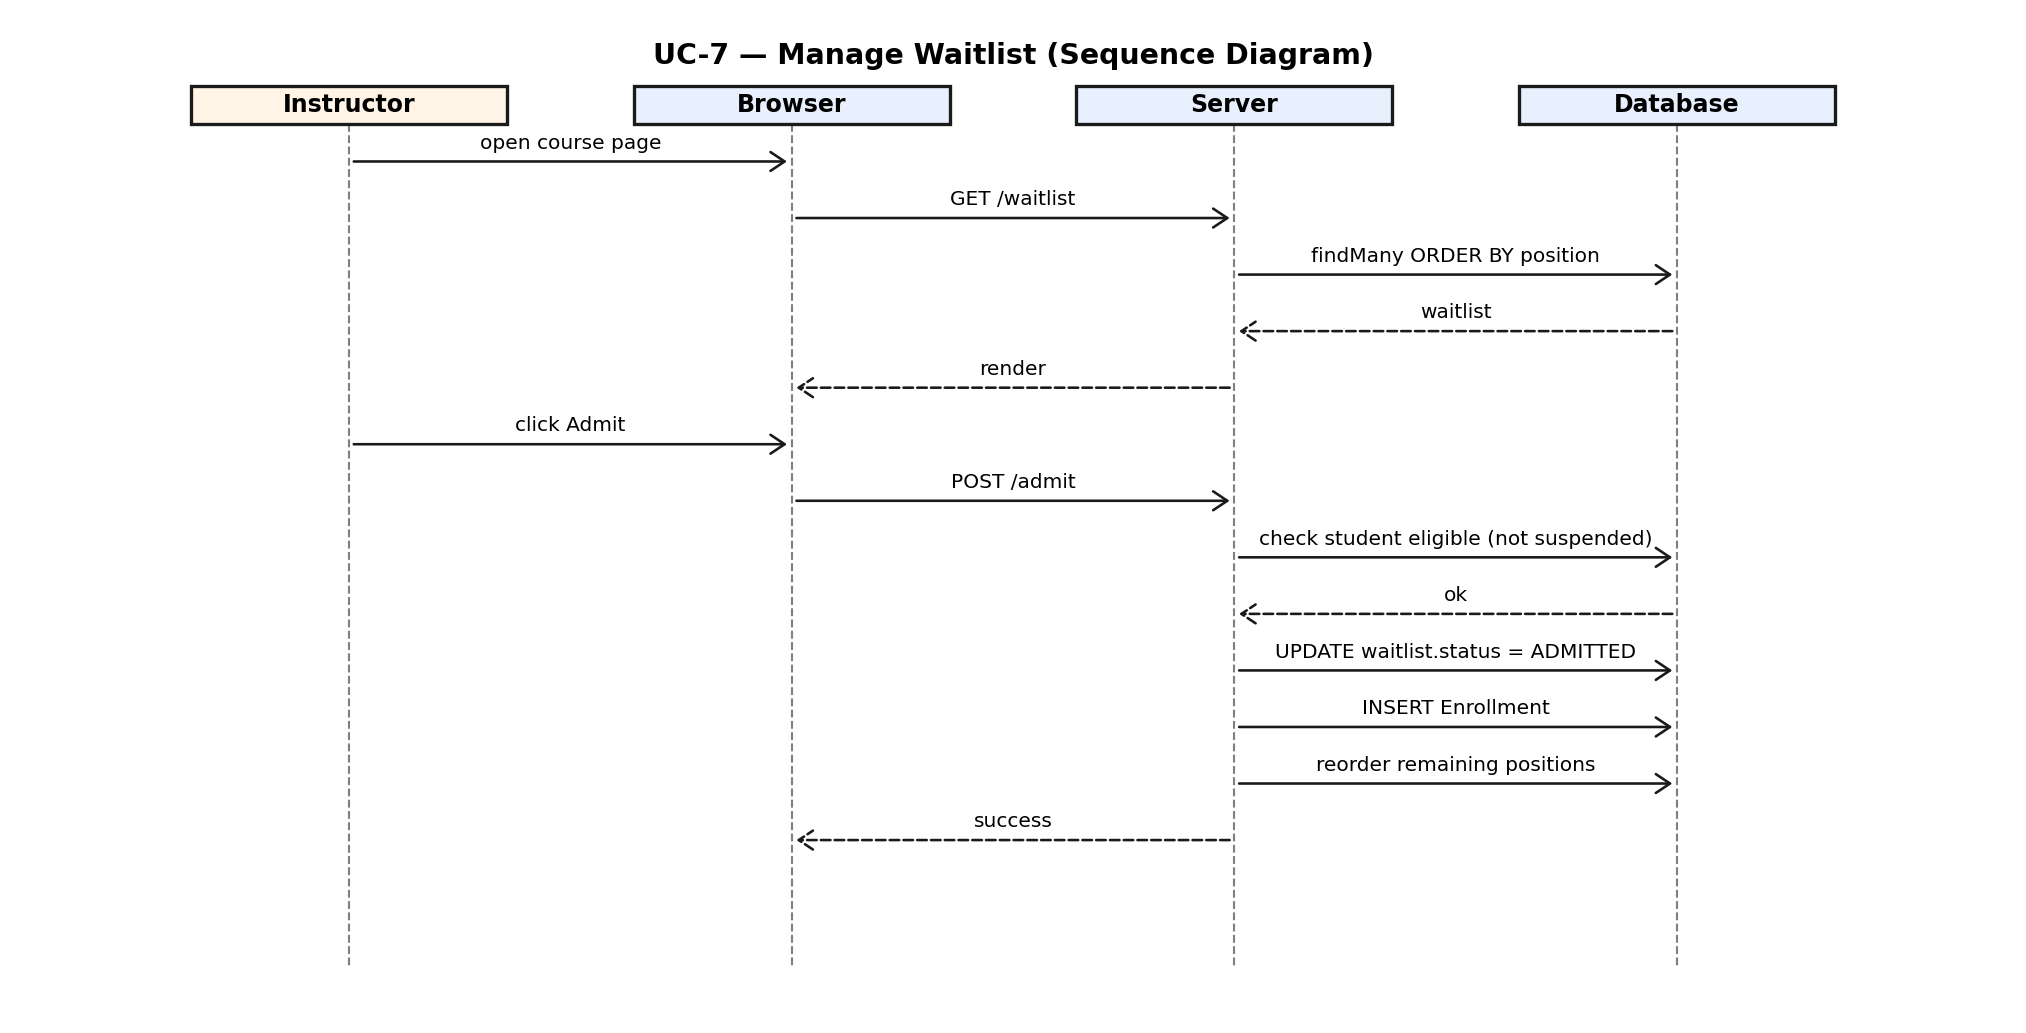 UC-7 — Manage Waitlist (Sequence Diagram)
Instructor
Browser
Server
Database
open course page
GET /waitlist
findMany ORDER BY position
waitlist
render
click Admit
POST /admit
check student eligible (not suspended)
ok
UPDATE waitlist.status = ADMITTED
INSERT Enrollment
reorder remaining positions
success